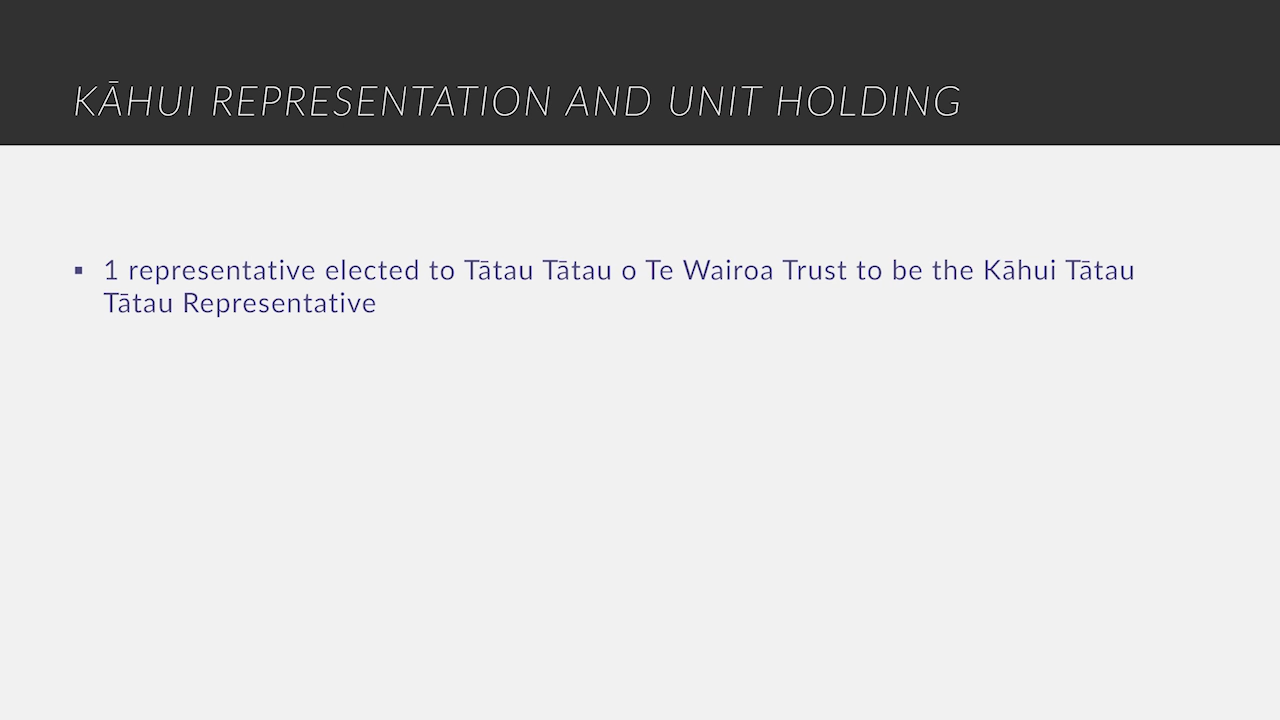 KĀHUI REPRESENTATION AND UNIT HOLDING
▪ 1 representative elected to Tātau Tātau o Te Wairoa Trust to be the Kāhui Tātau
Tātau Representative